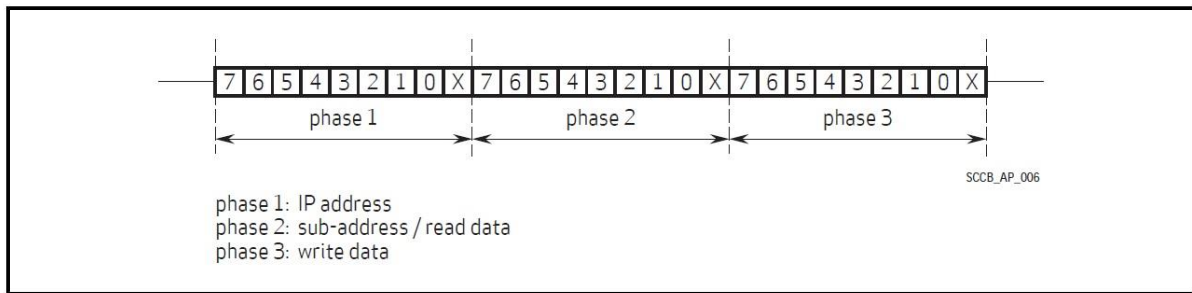 7 6 5 4 3 2 1 0 X 7 6 5 4 3 2 1 0 X 7 6 5 4 3 2 1 0 X
phase 1 phase 2 phase 3
SCCB_AP_006
phase 1: IP address
phase 2: sub-address / read data
phase 3: write data